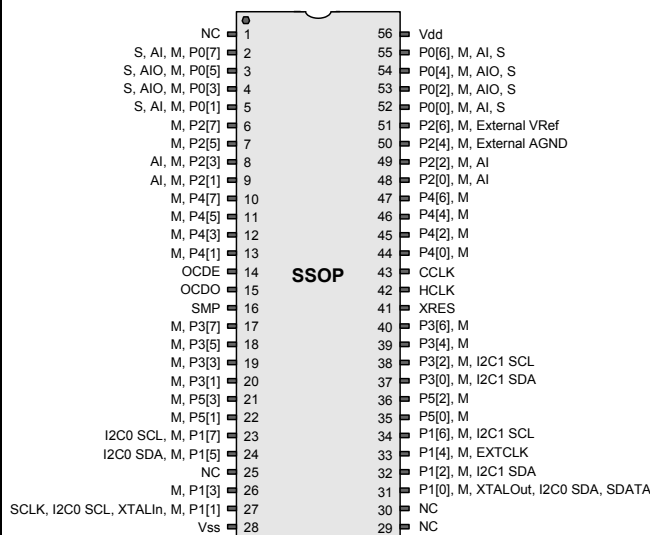 NC 1 56 Vdd
S, AI, M, P0[7] 2 55 P0[6], M, AI, S
S, AIO, M, P0[5] 3 54 P0[4], M, AIO, S
S, AIO, M, P0[3] 4 53 P0[2], M, AIO, S
S, AI, M, P0[1] 5 52 P0[0], M, AI, S
M, P2[7] 6 51 P2[6], M, External VRef
M, P2[5] 7 50 P2[4], M, External AGND
AI, M, P2[3] 8 49 P2[2], M, AI
AI, M, P2[1] 9 48 P2[0], M, AI
M, P4[7] 10 47 P4[6], M
M, P4[5] 11 46 P4[4], M
M, P4[3] 12 45 P4[2], M
M, P4[1] 13 44 P4[0], M
OCDE 14 SSOP 43 CCLK
OCDO 15 42 HCLK
SMP 16 41 XRES
M, P3[7] 17 40 P3[6], M
M, P3[5] 18 39 P3[4], M
M, P3[3] 19 38 P3[2], M, I2C1 SCL
M, P3[1] 20 37 P3[0], M, I2C1 SDA
M, P5[3] 21 36 P5[2], M
M, P5[1] 22 35 P5[0], M
I2C0 SCL, M, P1[7] 23 34 P1[6], M, I2C1 SCL
I2C0 SDA, M, P1[5] 24 33 P1[4], M, EXTCLK
NC 25 32 P1[2], M, I2C1 SDA
M, P1[3] 26 31 P1[0], M, XTALOut, I2C0 SDA, SDATA
SCLK, I2C0 SCL, XTALIn, M, P1[1] 27 30 NC
Vss 28 29 NC